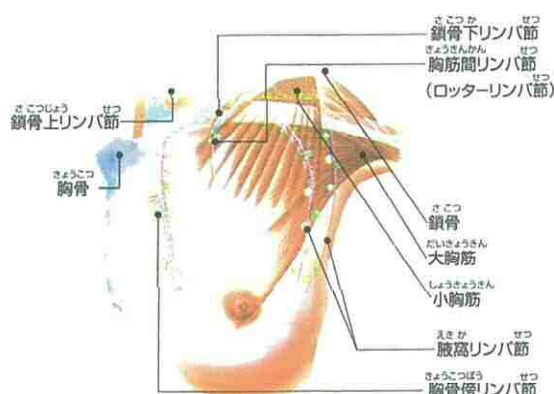 さこつか せつ
鎖骨下リンパ節
きょうきんかん せつ
胸筋間リンパ節
(ロッターリンパ節)
せつ
さこつじょう せつ
鎖骨上リンパ節
きょうこつ
胸骨
さこつ
鎖骨
だいきょうきん
大胸筋
しょうきょうきん
小胸筋
えきか せつ
腋窩リンパ節
きょうこつぼう せつ
胸骨傍リンパ節